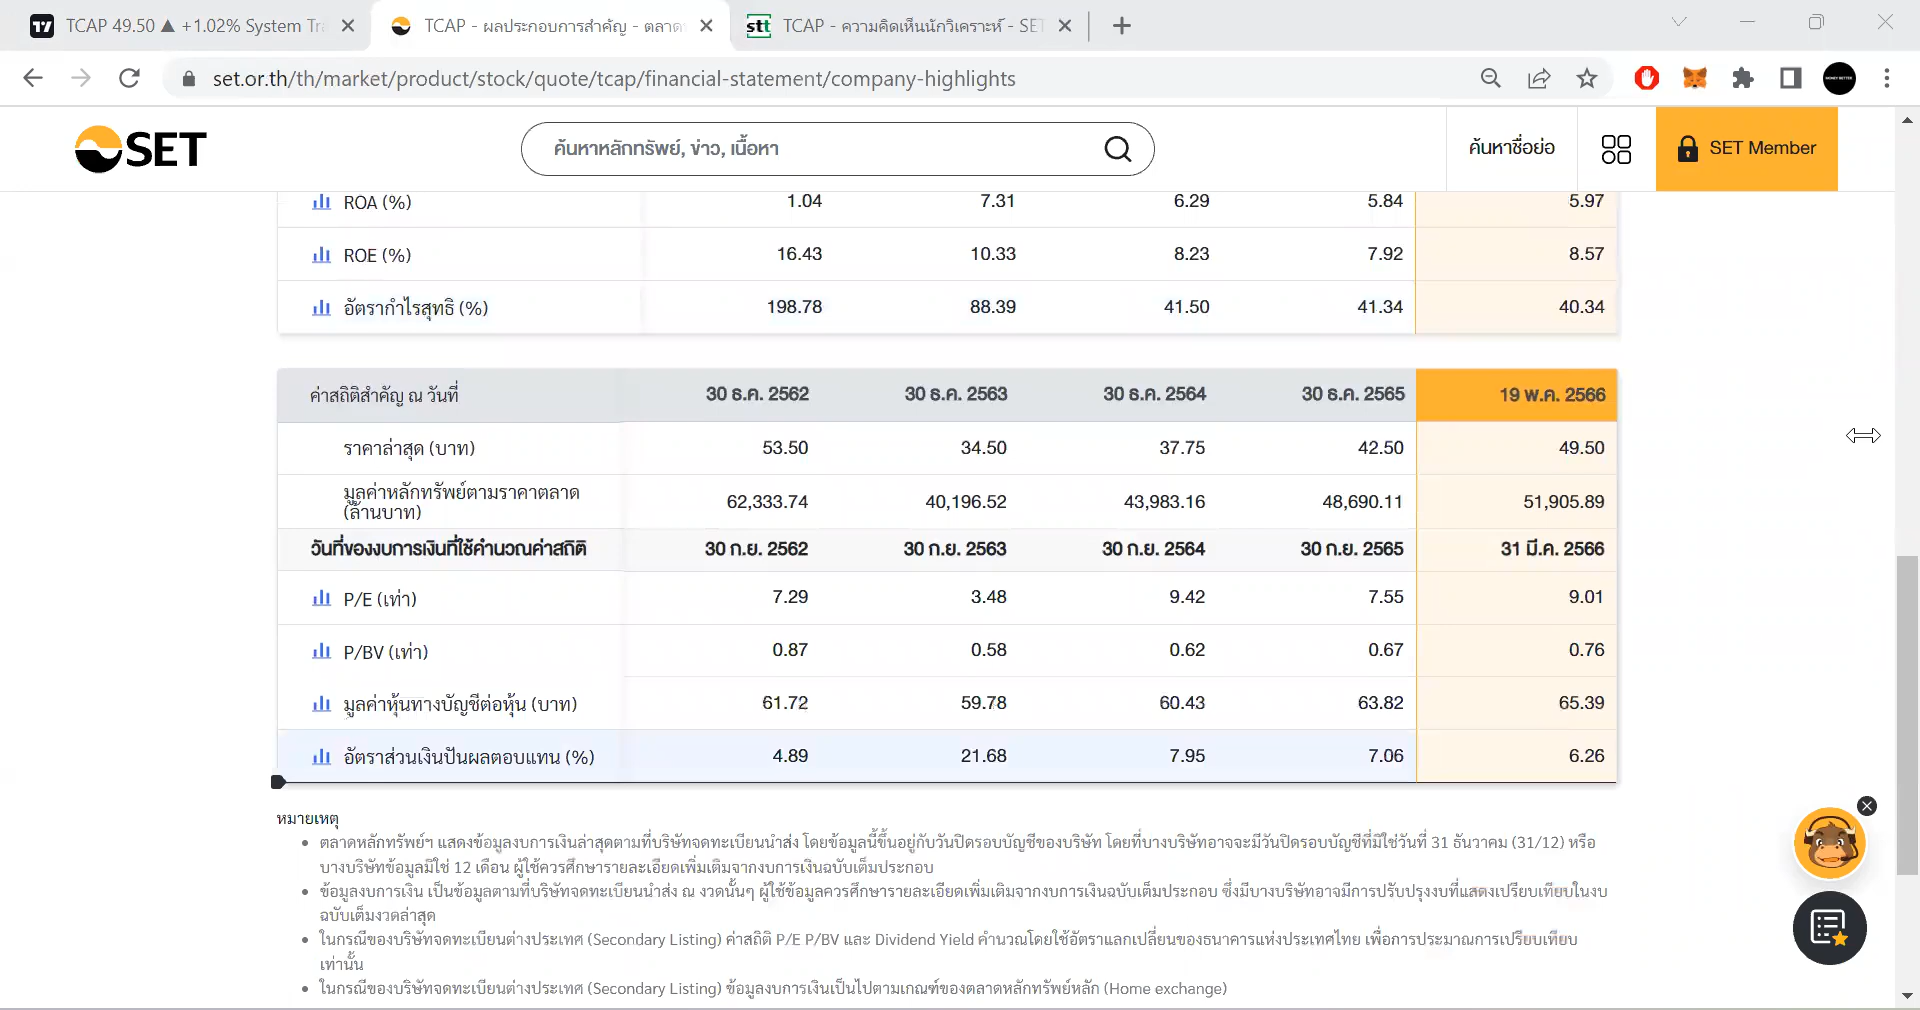 TCAP 49.50 ▲ +1.02% System Tra
TCAP - ผลประกอบการสำคัญ - ตลาด
stt TCAP - ความคิดเห็นนักวิเคราะห์ - SET
set.or.th/th/market/product/stock/quote/tcap/financial-statement/company-highlights
SET
ค้นหาหลักทรัพย์, ข่าว, เนื้อหา
ค้นหาชื่อย่อ
SET Member
ROA (%) 1.04 7.31 6.29 5.84 5.97
ROE (%) 16.43 10.33 8.23 7.92 8.57
อัตรากำไรสุทธิ (%) 198.78 88.39 41.50 41.34 40.34
ค่าสถิติสำคัญ ณ วันที่ 30 ธ.ค. 2562 30 ธ.ค. 2563 30 ธ.ค. 2564 30 ธ.ค. 2565 19 พ.ค. 2566
ราคาล่าสุด (บาท) 53.50 34.50 37.75 42.50 49.50
มูลค่าหลักทรัพย์ตามราคาตลาด
(ล้านบาท) 62,333.74 40,196.52 43,983.16 48,690.11 51,905.89
วันที่ของงบการเงินที่ใช้คำนวณค่าสถิติ 30 ก.ย. 2562 30 ก.ย. 2563 30 ก.ย. 2564 30 ก.ย. 2565 31 มี.ค. 2566
P/E (เท่า) 7.29 3.48 9.42 7.55 9.01
P/BV (เท่า) 0.87 0.58 0.62 0.67 0.76
มูลค่าหุ้นทางบัญชีต่อหุ้น (บาท) 61.72 59.78 60.43 63.82 65.39
อัตราส่วนเงินปันผลตอบแทน (%) 4.89 21.68 7.95 7.06 6.26
หมายเหตุ
• ตลาดหลักทรัพย์ฯ แสดงข้อมูลงบการเงินล่าสุดตามที่บริษัทจดทะเบียนนำส่ง โดยข้อมูลนี้ขึ้นอยู่กับวันปิดรอบบัญชีของบริษัท โดยที่บางบริษัทอาจจะมีวันปิดรอบบัญชีที่มิใช่วันที่ 31 ธันวาคม (31/12) หรือ
บางบริษัทข้อมูลมิใช่ 12 เดือน ผู้ใช้ควรศึกษารายละเอียดเพิ่มเติมจากงบการเงินฉบับเต็มประกอบ
• ข้อมูลงบการเงิน เป็นข้อมูลตามที่บริษัทจดทะเบียนนำส่ง ณ งวดนั้นๆ ผู้ใช้ข้อมูลควรศึกษารายละเอียดเพิ่มเติมจากงบการเงินฉบับเต็มประกอบ ซึ่งมีบางบริษัทอาจมีการปรับปรุงงบที่แสดงเปรียบเทียบในงบ
ฉบับเต็มงวดล่าสุด
• ในกรณีของบริษัทจดทะเบียนต่างประเทศ (Secondary Listing) ค่าสถิติ P/E P/BV และ Dividend Yield คำนวณโดยใช้อัตราแลกเปลี่ยนของธนาคารแห่งประเทศไทย เพื่อการประมาณการเปรียบเทียบ
เท่านั้น
• ในกรณีของบริษัทจดทะเบียนต่างประเทศ (Secondary Listing) ข้อมูลงบการเงินเป็นไปตามเกณฑ์ของตลาดหลักทรัพย์หลัก (Home exchange)